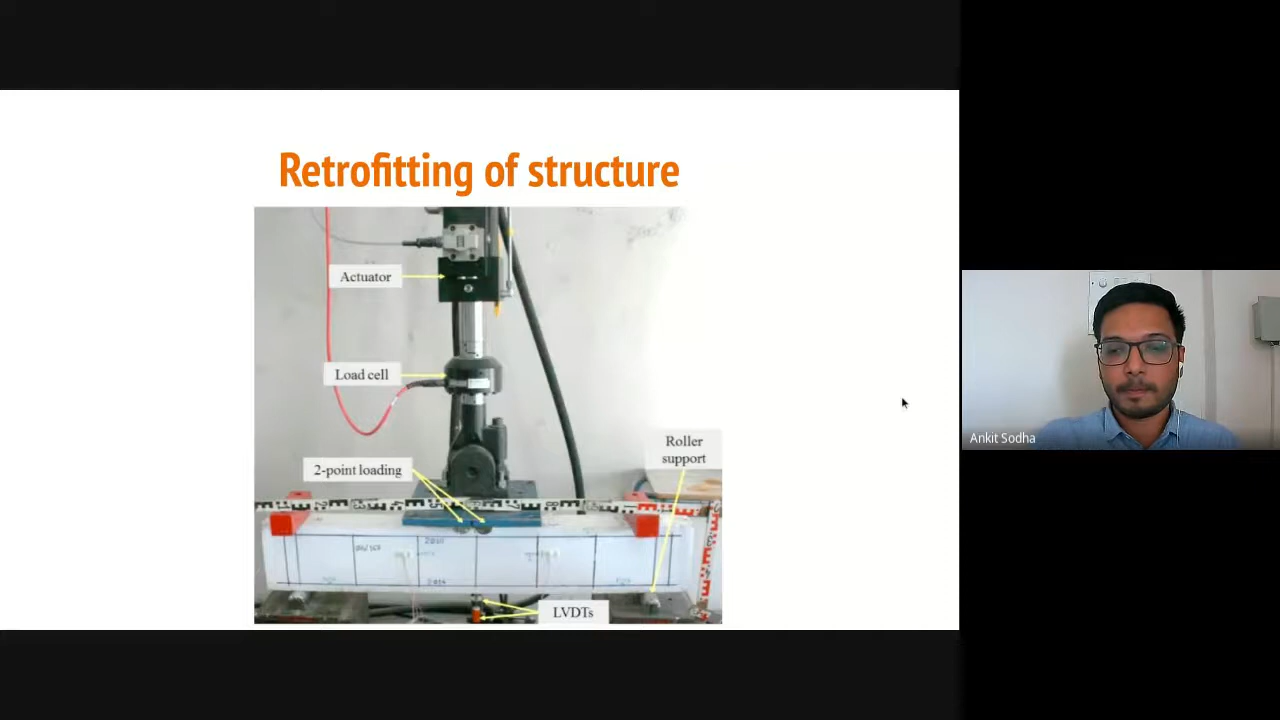 Retrofitting of structure
Actuator
Load cell
2-point loading
Roller
support
LVDTs
Ankit Sodha